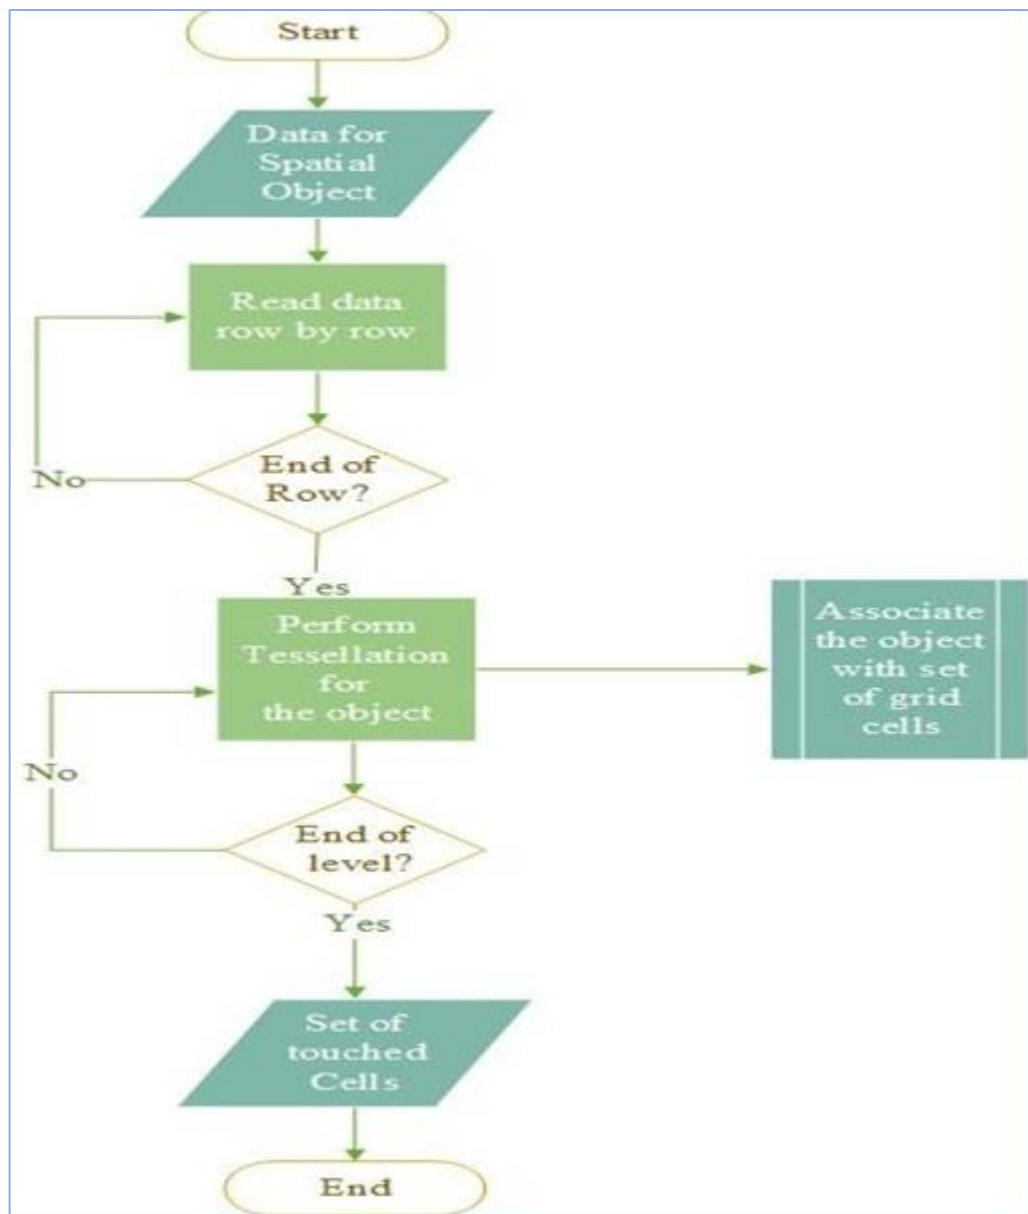 Start
Data for
Spatial
Object
Read data
row by row
End of
Row?
No
Yes
Perform
Tessellation
for
the object
Associate
the object
with set
of grid
cells
No
End of
level?
Yes
Set of
touched
Cells
End